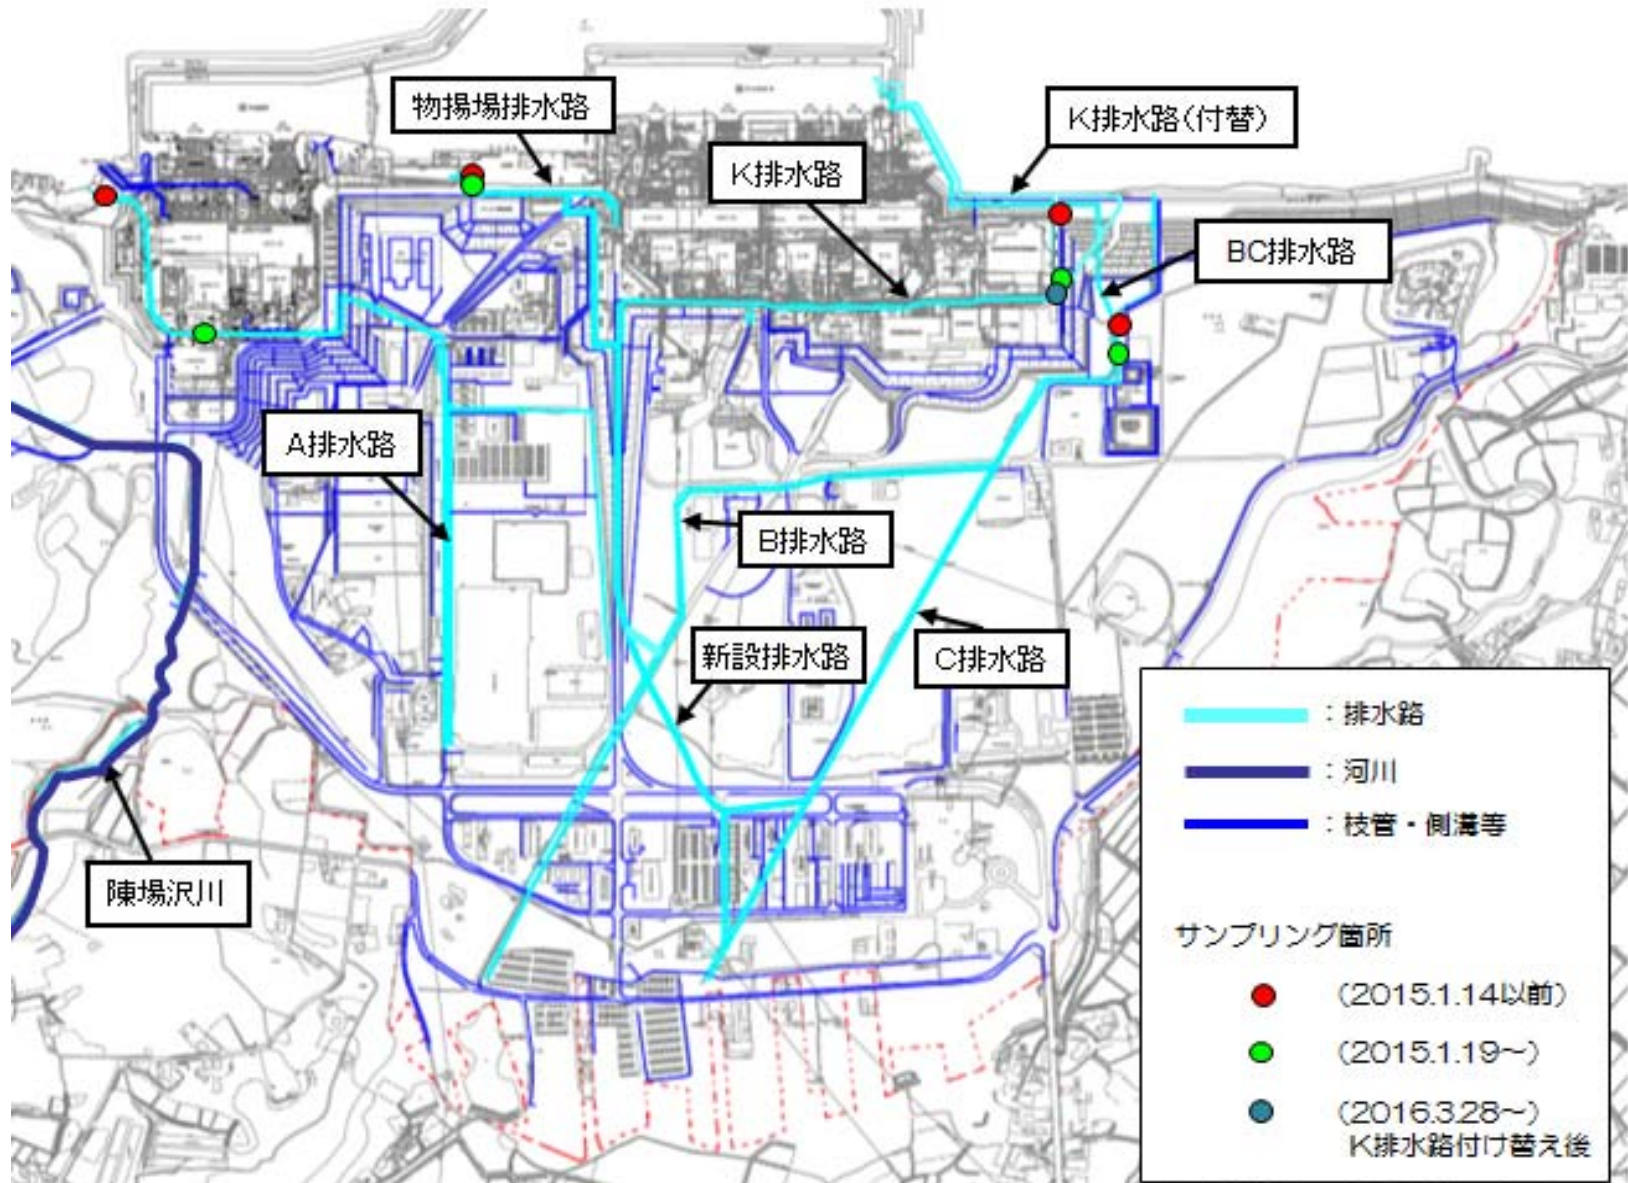 物揚場排水路
K排水路(付替)
K排水路
BC排水路
A排水路
B排水路
新設排水路
C排水路
陳場沢川
：排水路
：河川
：枝管・側溝等
サンプリング箇所
(2015.1.14以前)
(2015.1.19～)
(2016.3.28～)
K排水路付け替え後